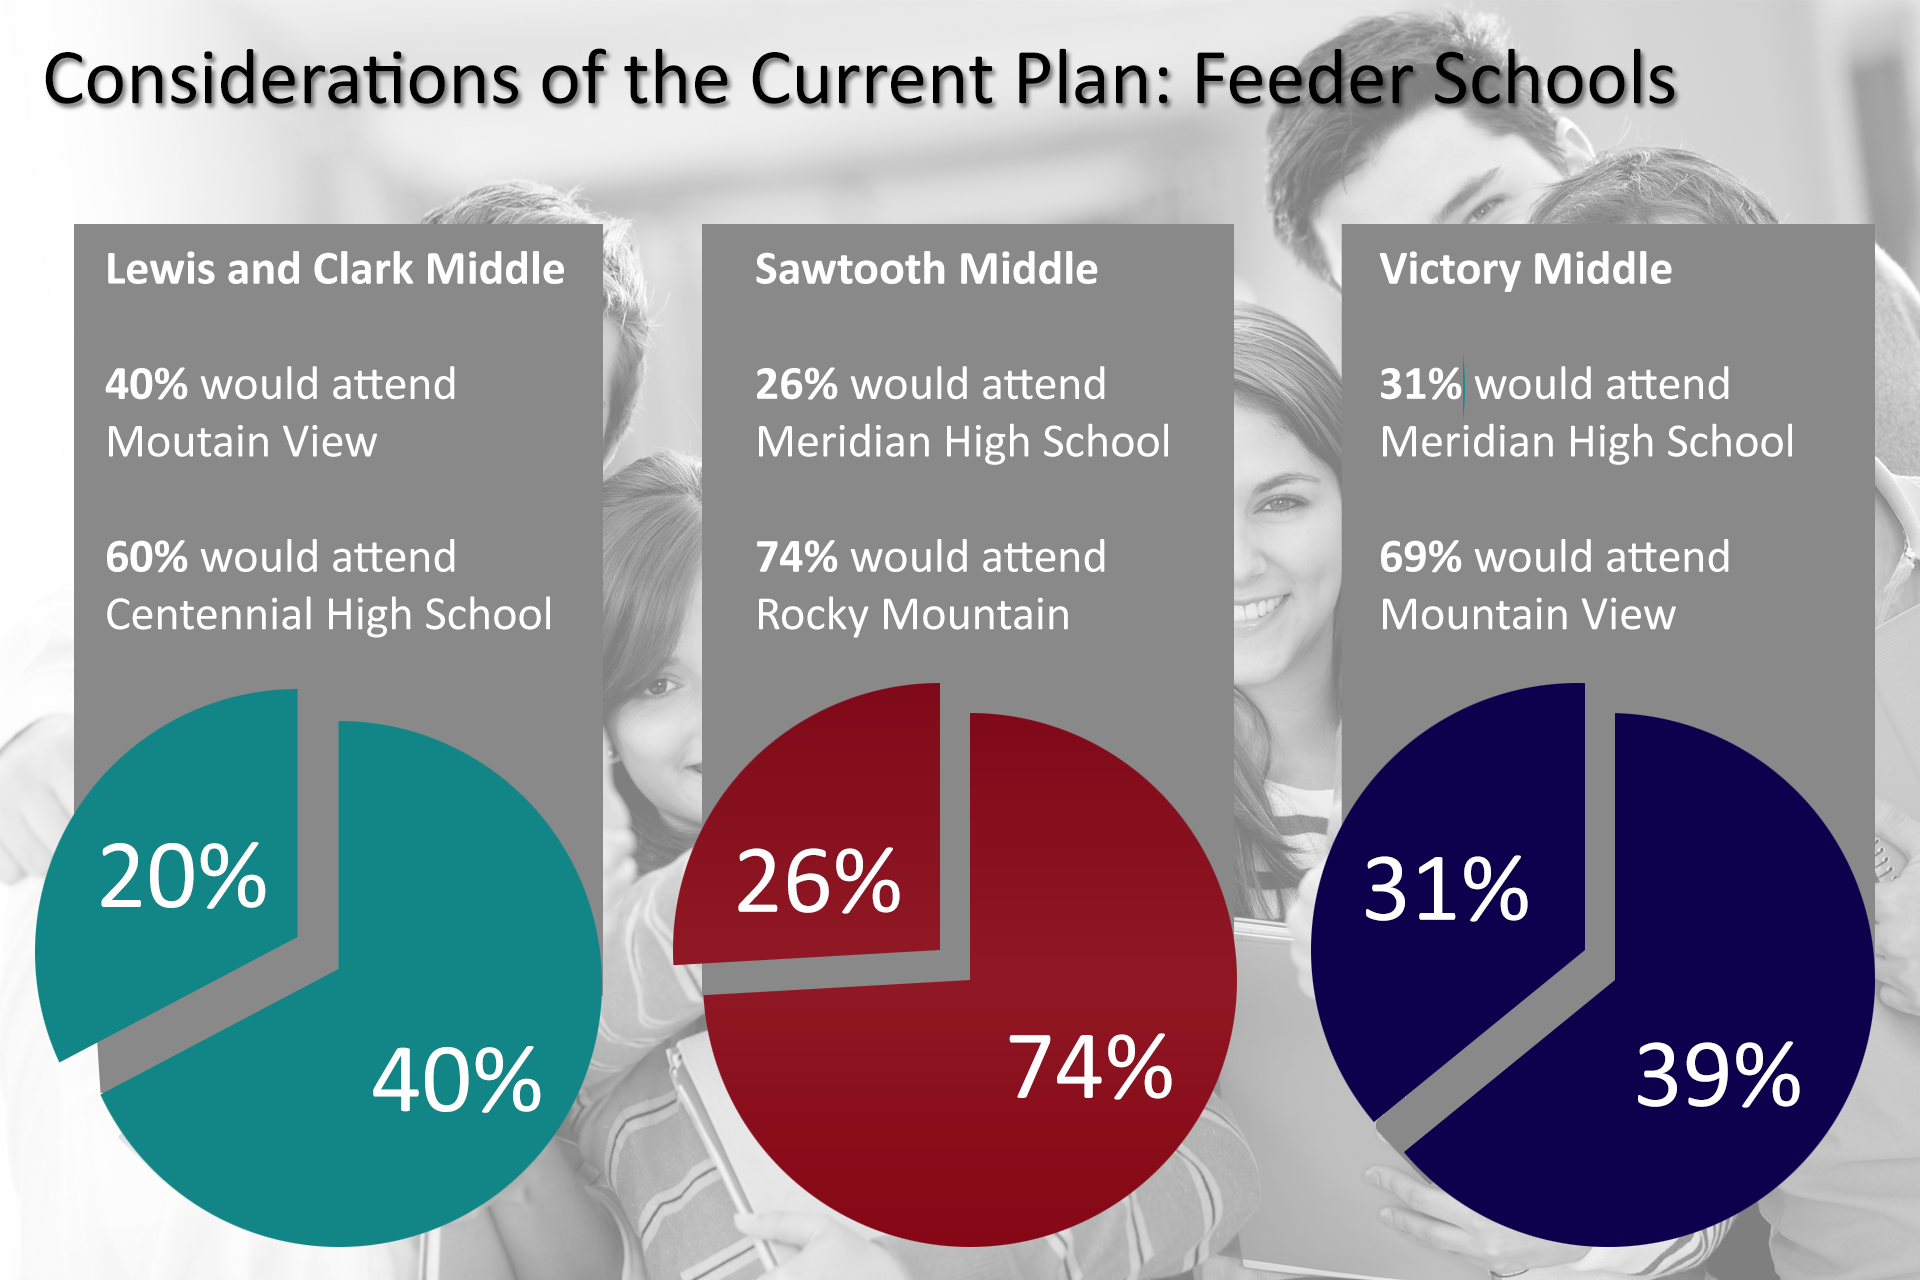 Considerations of the Current Plan: Feeder Schools
Lewis and Clark Middle
40% would attend
Moutain View
60% would attend
Centennial High School
20%
40%
Sawtooth Middle
26% would attend
Meridian High School
74% would attend
Rocky Mountain
26%
74%
Victory Middle
31% would attend
Meridian High School
69% would attend
Mountain View
31%
39%